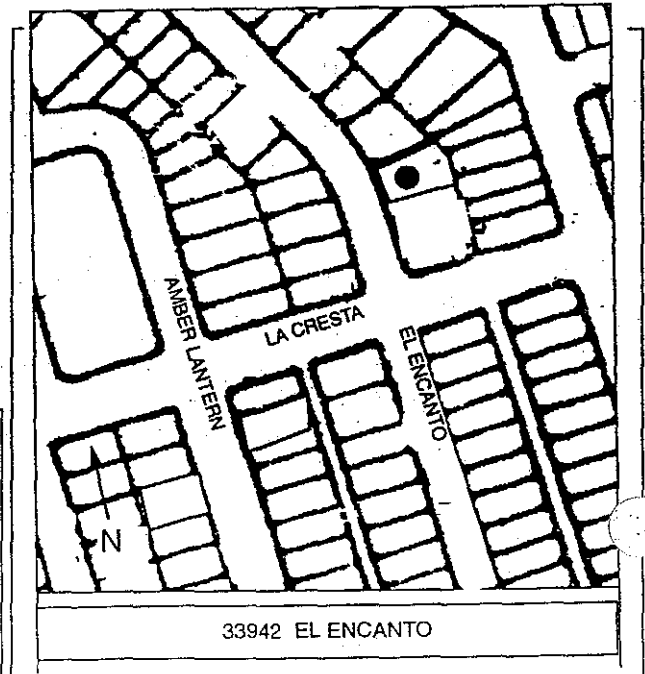 AMBER LANTERN
LA CRESTA
EL ENCANTO
N
33942 EL ENCANTO